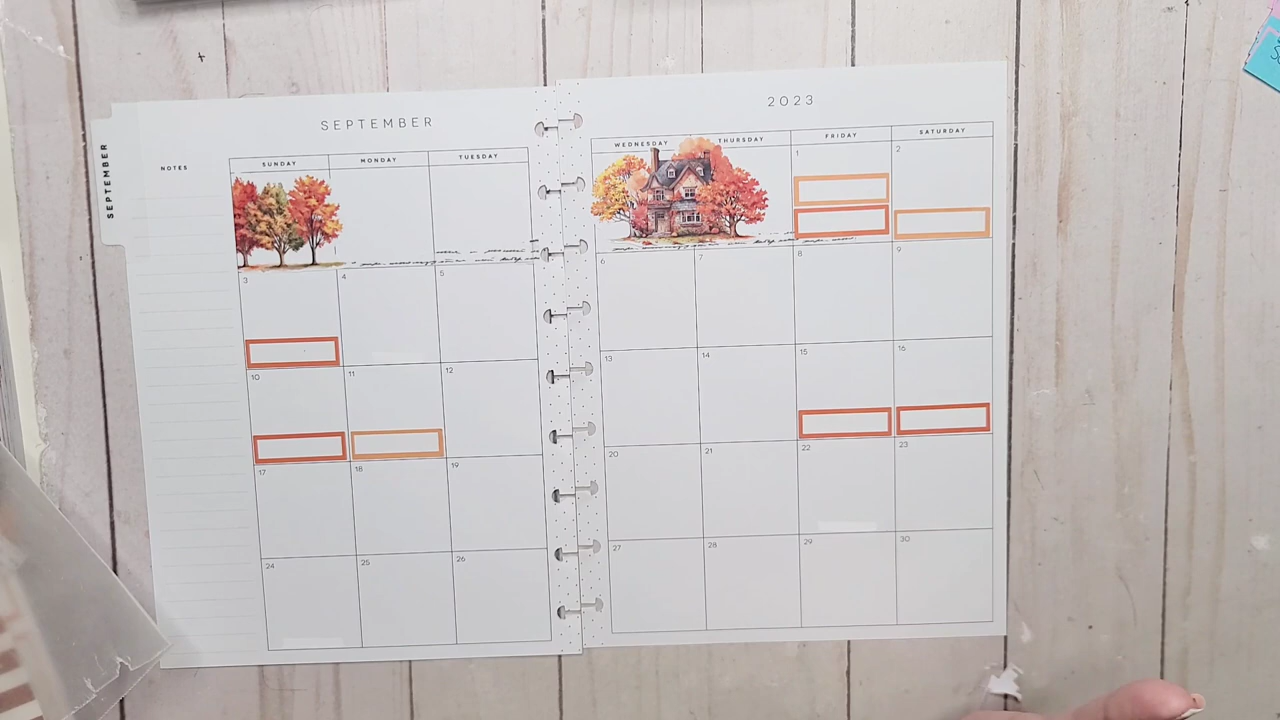 SEPTEMBER
2023
SEPTEMBER
NOTES
SUNDAY MONDAY TUESDAY WEDNESDAY THURSDAY FRIDAY SATURDAY
1 2
3 4 5 6 7 8 9
10 11 12 13 14 15 16
17 18 19 20 21 22 23
24 25 26 27 28 29 30